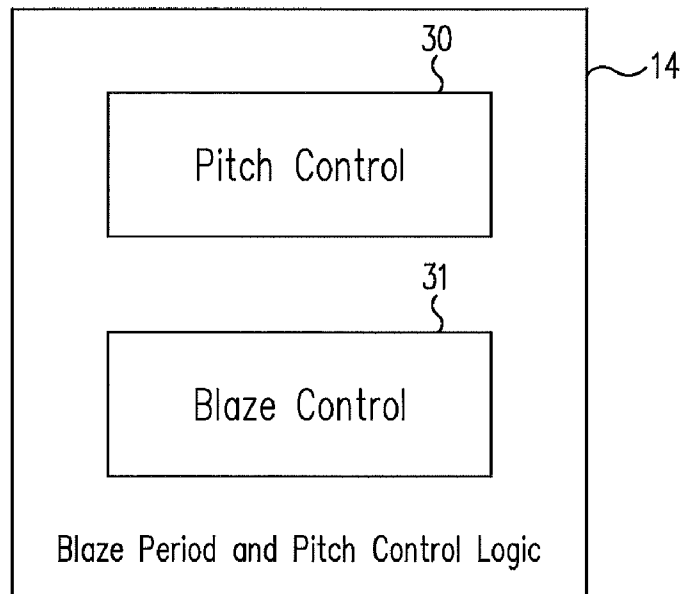 30
14
Pitch Control
31
Blaze Control
Blaze Period and Pitch Control Logic